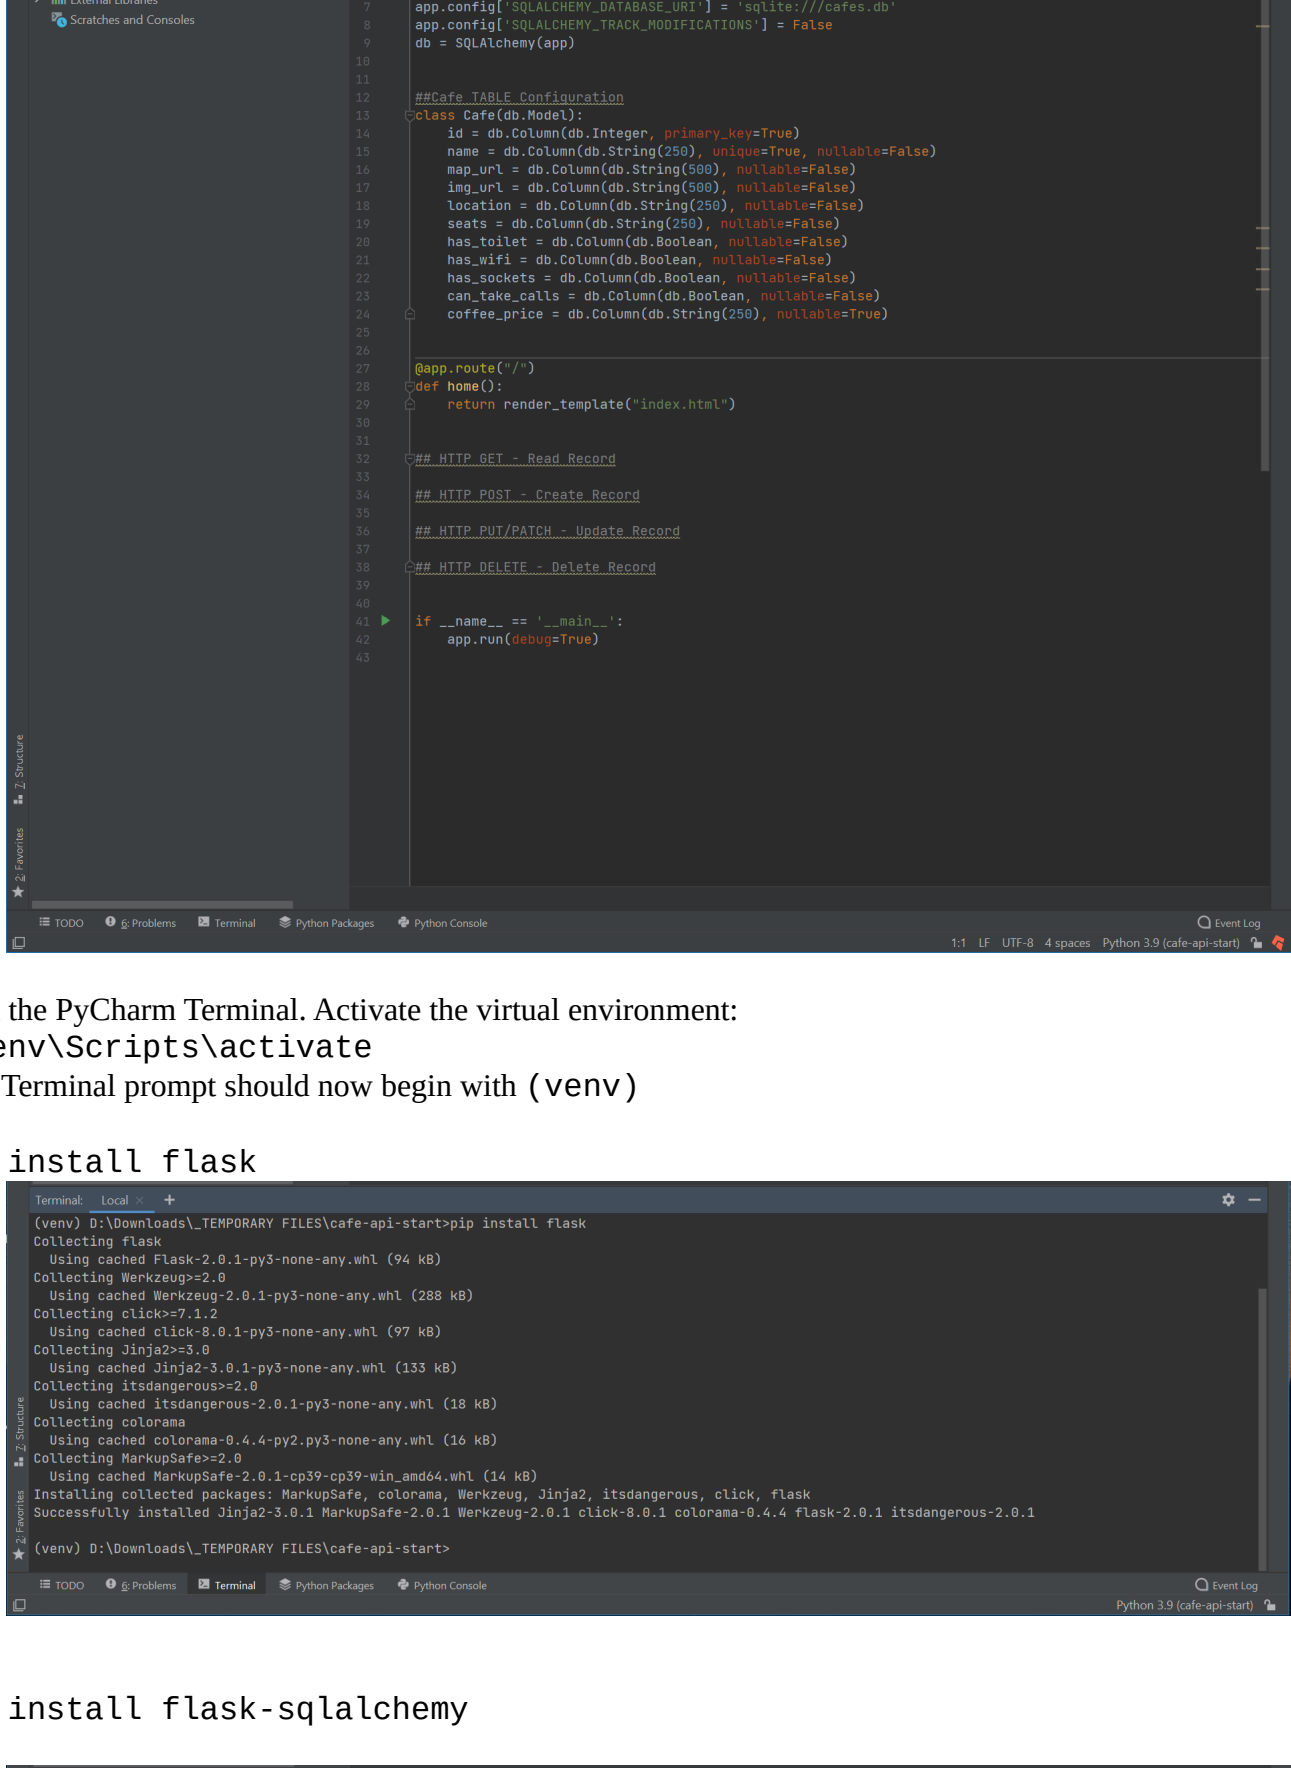 External Libraries
Scratches and Consoles
7 app.config['SQLALCHEMY_DATABASE_URI'] = 'sqlite:///cafes.db'
8 app.config['SQLALCHEMY_TRACK_MODIFICATIONS'] = False
9 db = SQLAlchemy(app)
10
11
12 ##Cafe TABLE Configuration
13 class Cafe(db.Model):
14 id = db.Column(db.Integer, primary_key=True)
15 name = db.Column(db.String(250), unique=True, nullable=False)
16 map_url = db.Column(db.String(500), nullable=False)
17 img_url = db.Column(db.String(500), nullable=False)
18 location = db.Column(db.String(250), nullable=False)
19 seats = db.Column(db.String(250), nullable=False)
20 has_toilet = db.Column(db.Boolean, nullable=False)
21 has_wifi = db.Column(db.Boolean, nullable=False)
22 has_sockets = db.Column(db.Boolean, nullable=False)
23 can_take_calls = db.Column(db.Boolean, nullable=False)
24 coffee_price = db.Column(db.String(250), nullable=True)
25
26
27 @app.route("/")
28 def home():
29 return render_template("index.html")
30
31
32 ## HTTP GET - Read Record
33
34 ## HTTP POST - Create Record
35
36 ## HTTP PUT/PATCH - Update Record
37
38 ## HTTP DELETE - Delete Record
39
40
41 if __name__ == '__main__':
42 app.run(debug=True)
43
7: Structure
2: Favorites
TODO 6: Problems Terminal Python Packages Python Console Event Log
1:1 LF UTF-8 4 spaces Python 3.9 (cafe-api-start)
the PyCharm Terminal. Activate the virtual environment:
env\Scripts\activate
Terminal prompt should now begin with (venv)
install flask
Terminal: Local × +
(venv) D:\Downloads\_TEMPORARY FILES\cafe-api-start>pip install flask
Collecting flask
Using cached Flask-2.0.1-py3-none-any.whl (94 kB)
Collecting Werkzeug>=2.0
Using cached Werkzeug-2.0.1-py3-none-any.whl (288 kB)
Collecting click>=7.1.2
Using cached click-8.0.1-py3-none-any.whl (97 kB)
Collecting Jinja2>=3.0
Using cached Jinja2-3.0.1-py3-none-any.whl (133 kB)
Collecting itsdangerous>=2.0
Using cached itsdangerous-2.0.1-py3-none-any.whl (18 kB)
Collecting colorama
Using cached colorama-0.4.4-py2.py3-none-any.whl (16 kB)
Collecting MarkupSafe>=2.0
Using cached MarkupSafe-2.0.1-cp39-cp39-win_amd64.whl (14 kB)
Installing collected packages: MarkupSafe, colorama, Werkzeug, Jinja2, itsdangerous, click, flask
Successfully installed Jinja2-3.0.1 MarkupSafe-2.0.1 Werkzeug-2.0.1 click-8.0.1 colorama-0.4.4 flask-2.0.1 itsdangerous-2.0.1
(venv) D:\Downloads\_TEMPORARY FILES\cafe-api-start>
7: Structure
2: Favorites
TODO 6: Problems Terminal Python Packages Python Console Event Log
Python 3.9 (cafe-api-start)
install flask-sqlalchemy